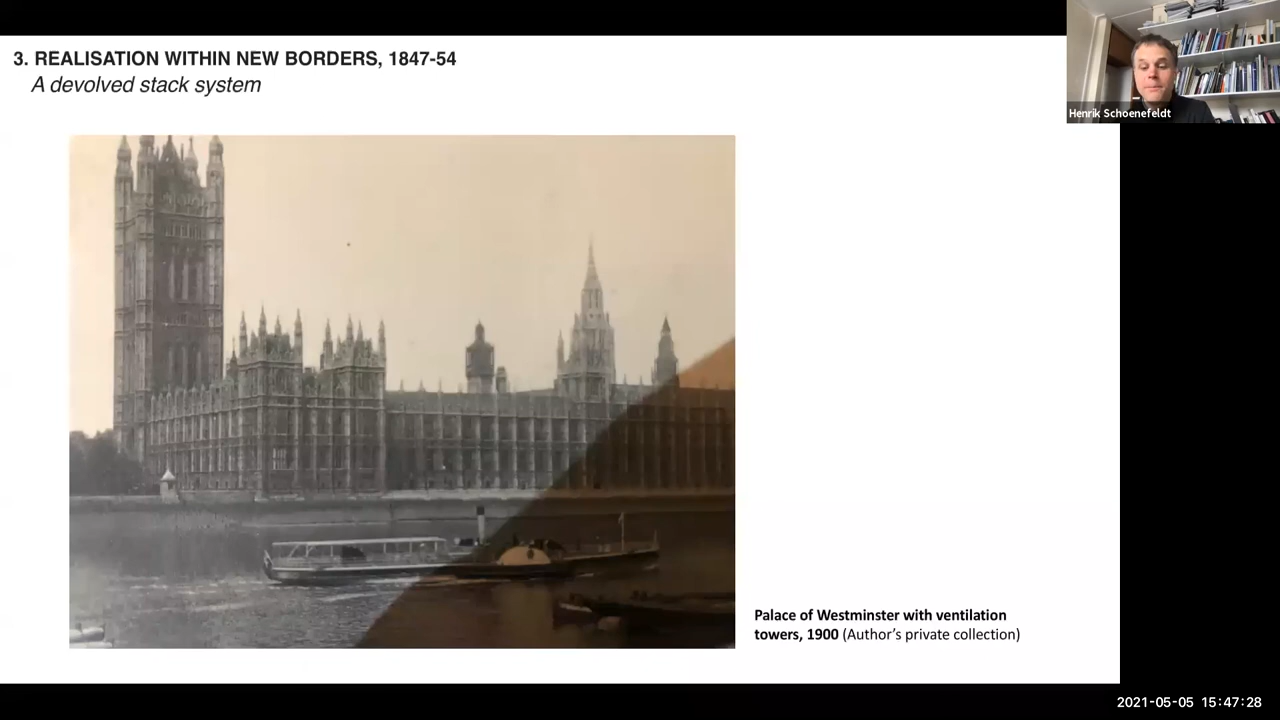 3. REALISATION WITHIN NEW BORDERS, 1847-54
A devolved stack system
Henrik Schoenefeldt
Palace of Westminster with ventilation
towers, 1900 (Author's private collection)
2021-05-05 15:47:28